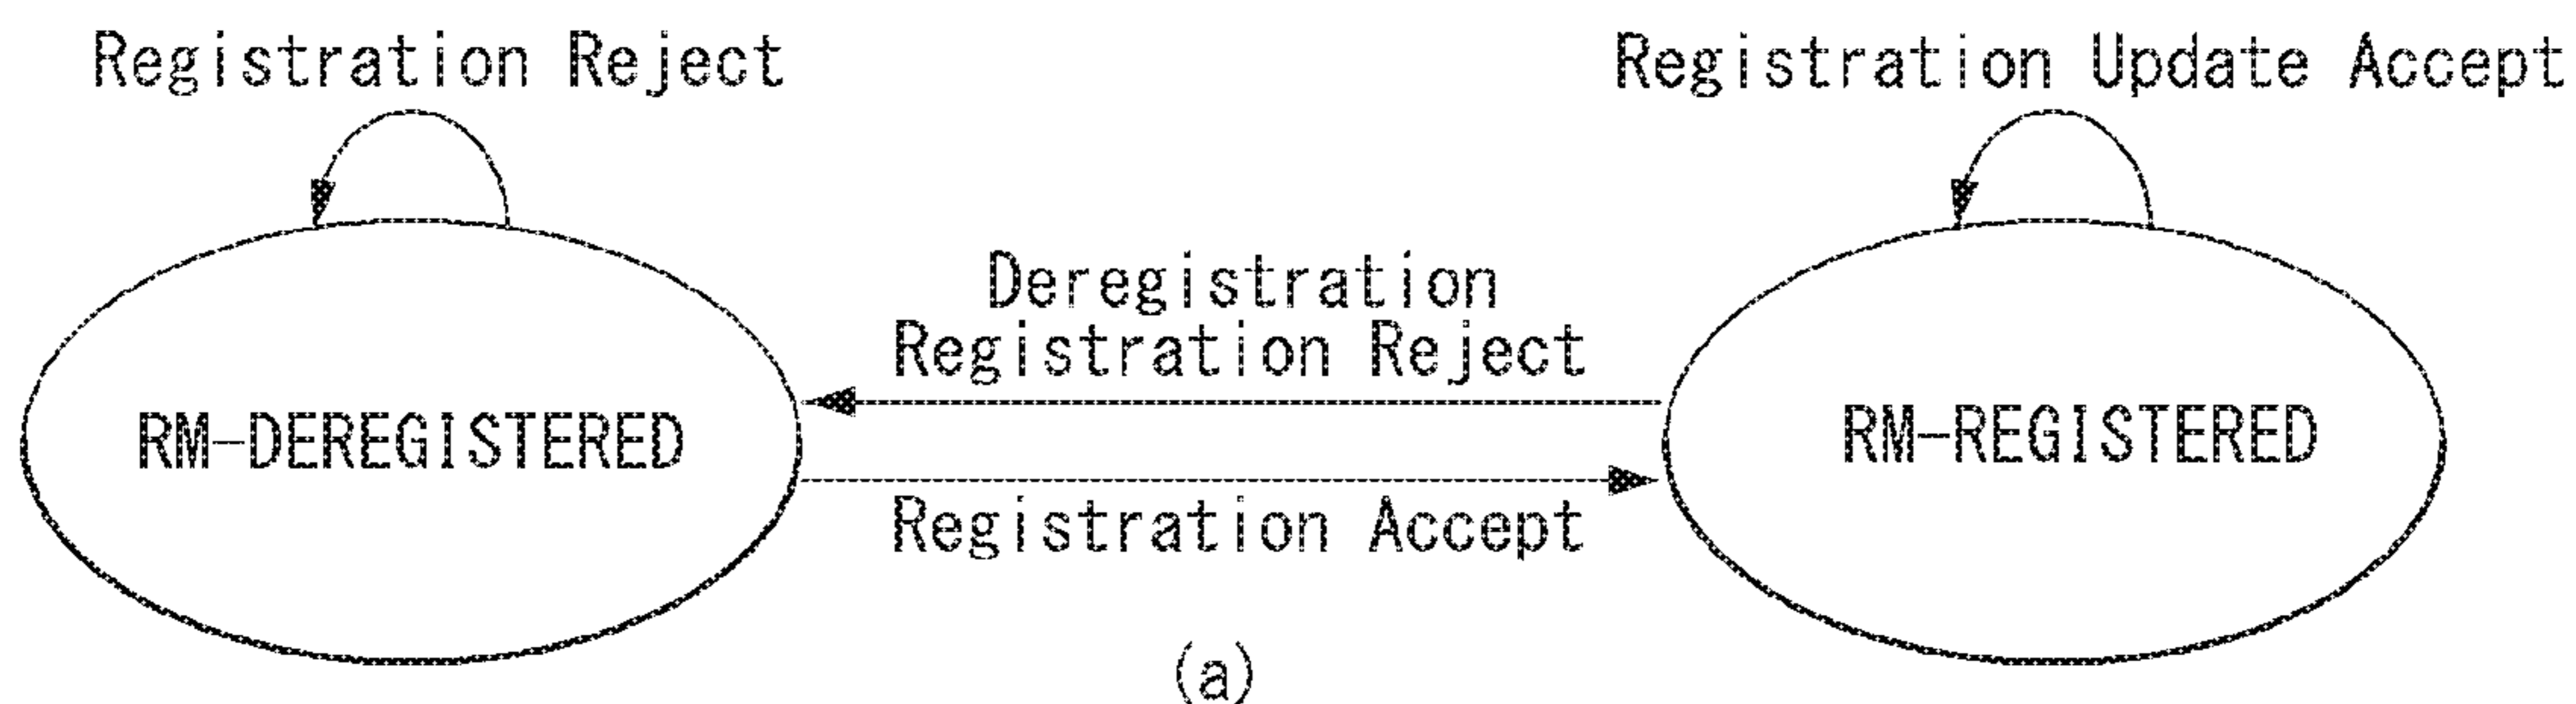 Registration Reject
Registration Update Accept
Deregistration
Registration Reject
RM-DEREGISTERED
RM-REGISTERED
Registration Accept
(a)